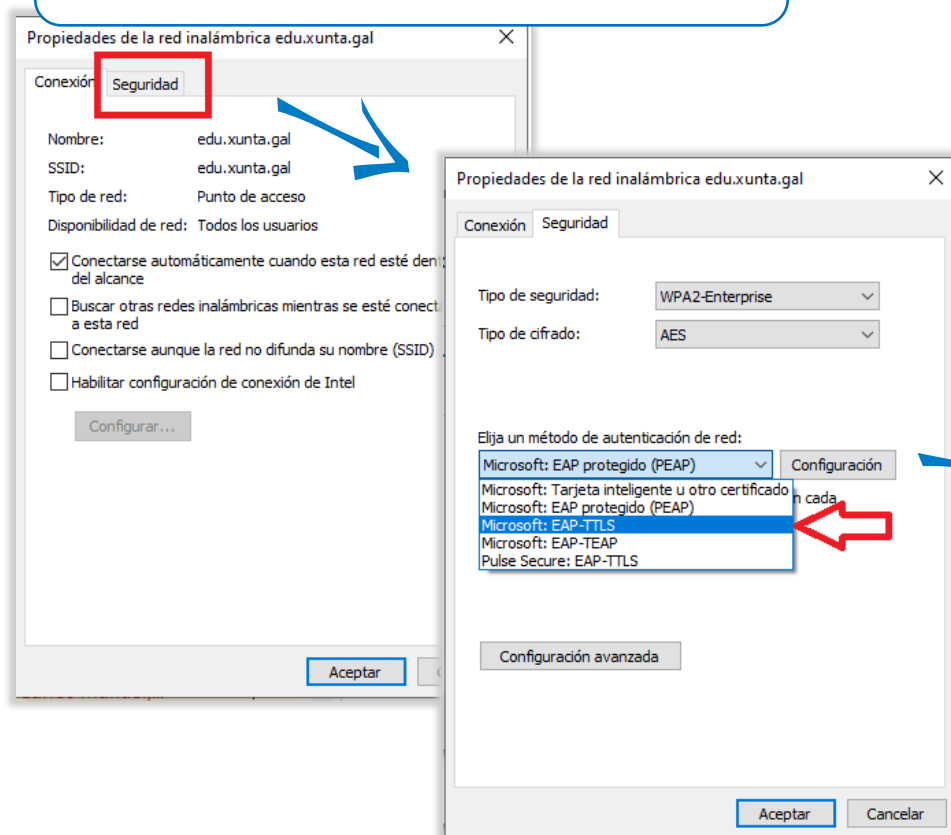 Propiedades de la red inalámbrica edu.xunta.gal
Conexión Seguridad
Nombre: edu.xunta.gal
SSID: edu.xunta.gal
Tipo de red: Punto de acceso
Disponibilidad de red: Todos los usuarios
Conectarse automáticamente cuando esta red esté
del alcance
Buscar otras redes inalámbricas mientras se esté
a esta red
Conectarse aunque la red no difunda su nombre (SSID)
Habilitar configuración de conexión de Intel
Configurar...
Aceptar
Propiedades de la red inalámbrica edu.xunta.gal
Conexión Seguridad
Tipo de seguridad: WPA2-Enterprise
Tipo de cifrado: AES
Elija un método de autenticación de red:
Microsoft: EAP protegido (PEAP) Configuración
Microsoft: Tarjeta inteligente u otro certificado
cada
Microsoft: EAP protegido (PEAP)
Microsoft: EAP-TTLS
Microsoft: EAP-TEAP
Pulse Secure: EAP-TTLS
Configuración avanzada
Aceptar Cancelar